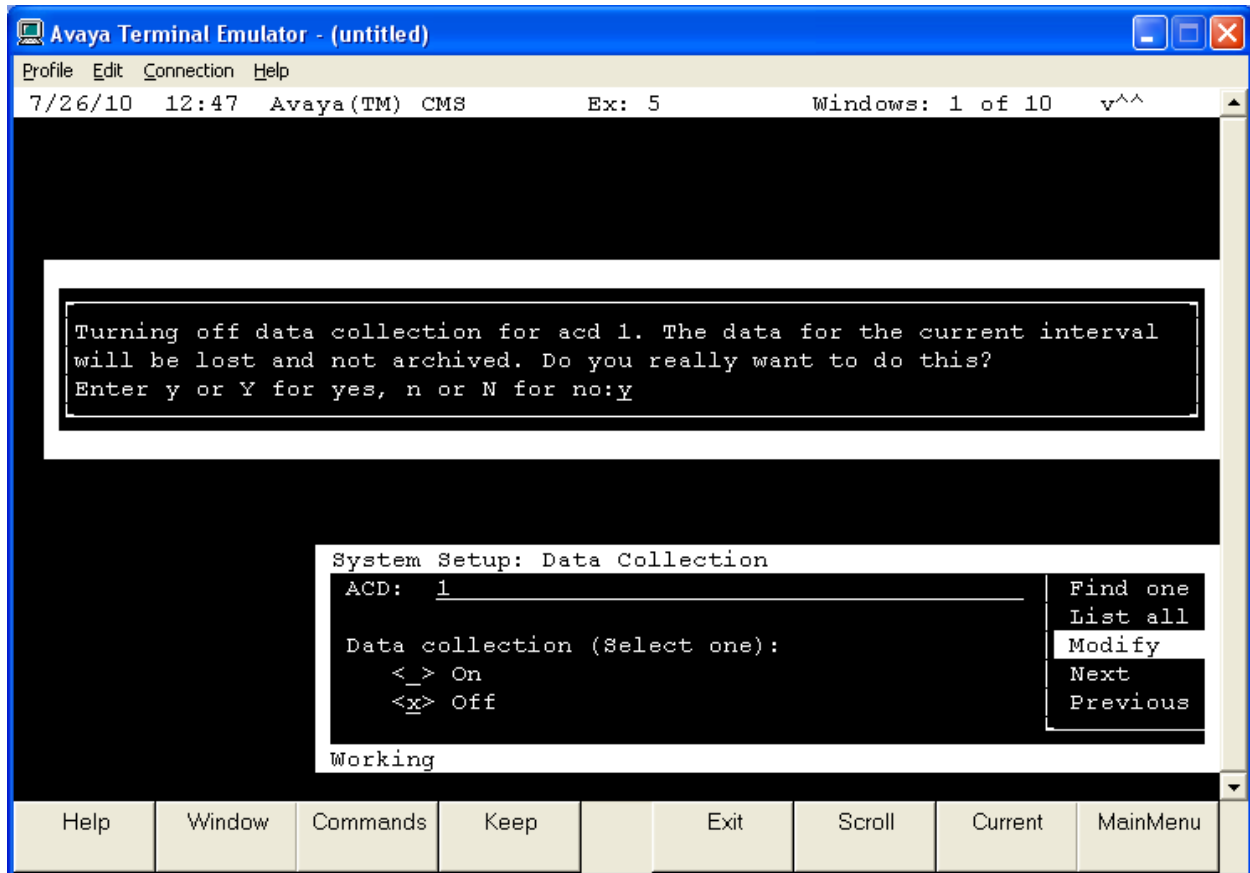 Avaya Terminal Emulator - (untitled)
Profile Edit Connection Help
7/26/10 12:47 Avaya(TM) CMS Ex: 5 Windows: 1 of 10 v^^
Turning off data collection for acd 1. The data for the current interval
will be lost and not archived. Do you really want to do this?
Enter y or Y for yes, n or N for no:y
System Setup: Data Collection
ACD: 1 Find one
List all
Data collection (Select one): Modify
<_> On Next
<x> Off Previous
Working
Help Window Commands Keep Exit Scroll Current MainMenu